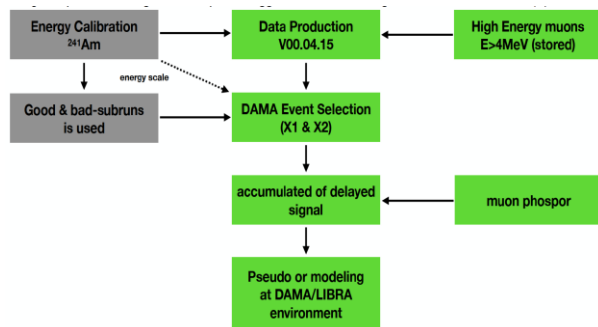 Energy Calibration
²⁴¹Am
Data Production
V00.04.15
High Energy muons
E>4MeV (stored)
energy scale
Good & bad-subruns
is used
DAMA Event Selection
(X1 & X2)
accumulated of delayed
signal
muon phospor
Pseudo or modeling
at DAMA/LIBRA
environment